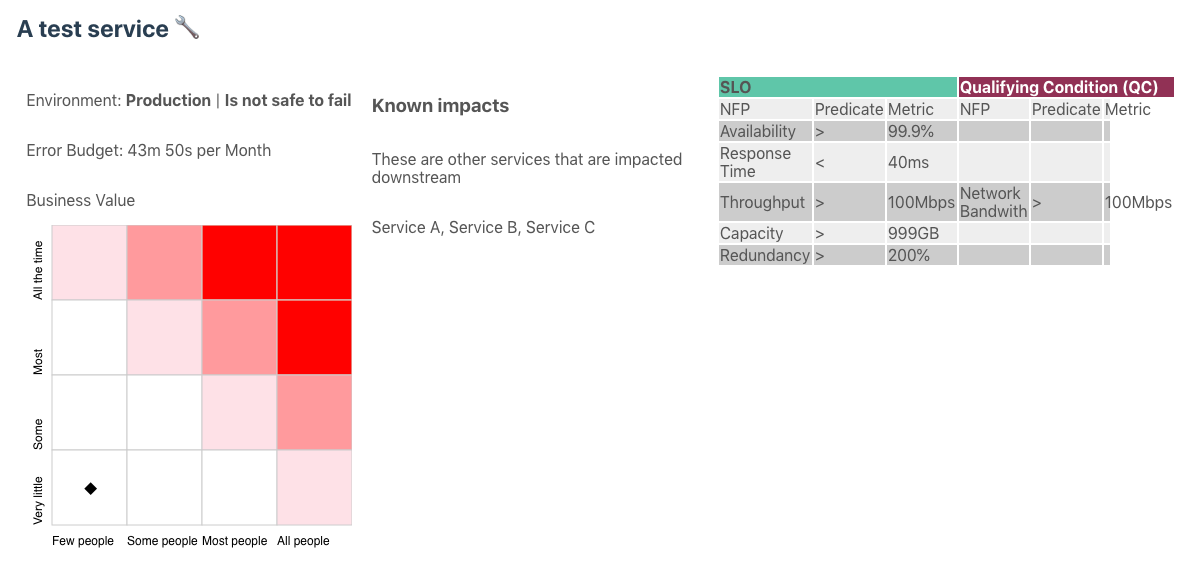 A test service 🔧
Environment: Production | Is not safe to fail
Error Budget: 43m 50s per Month
Business Value
All the time
Most
Some
Very little
Few people Some people Most people All people
Known impacts
These are other services that are impacted
downstream
Service A, Service B, Service C
SLO Qualifying Condition (QC)
NFP Predicate Metric NFP Predicate Metric
Availability > 99.9%
Response
Time < 40ms
Throughput > 100Mbps Network
Bandwith > 100Mbps
Capacity > 999GB
Redundancy > 200%